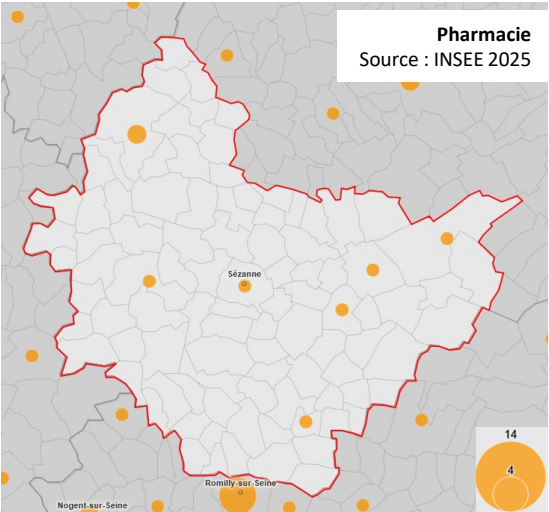 Pharmacie
Source : INSEE 2025
Sézanne
14
4
Romilly-sur-Seine
Nogent-sur-Seine